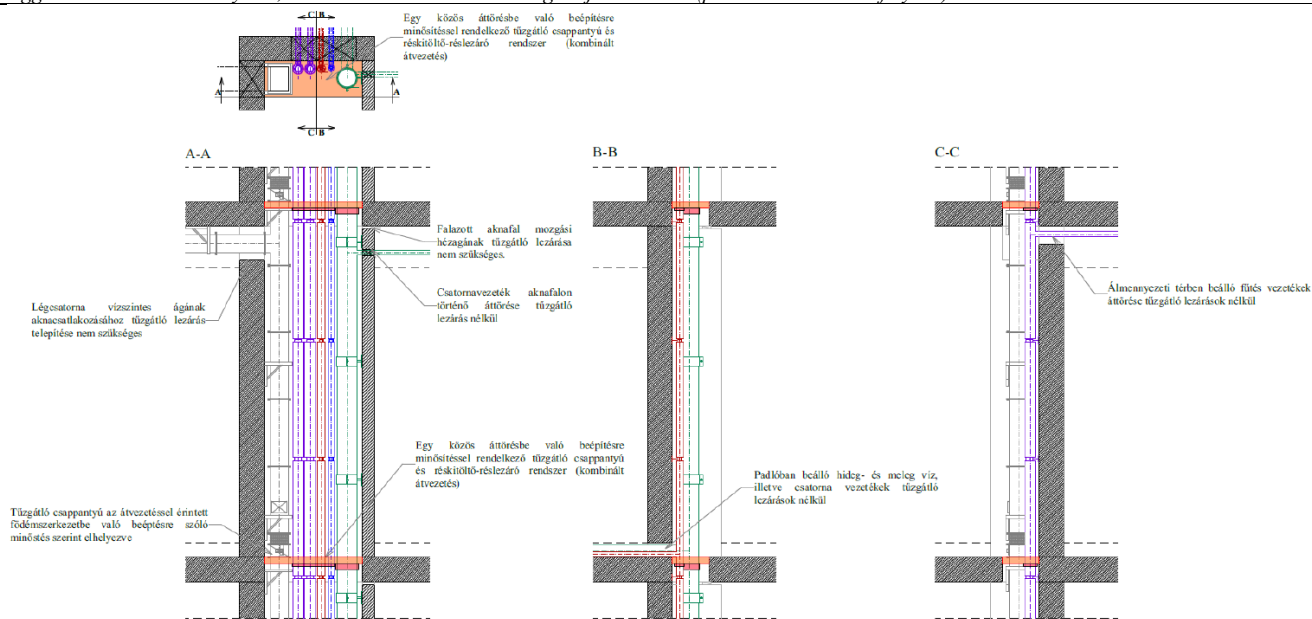 Egy közös áttörésbe való beépítésre
minősítéssel rendelkező tűzgátló csappantyú és
réskitöltő-réslezáró rendszer (kombinált
átvezetés)
C B
A
A
C B
A-A
B-B
C-C
Falazott aknafal mozgási
hézagának tűzgátló lezárása
nem szükséges.
Csatornavezeték aknafalon
történő áttörése tűzgátló
lezárás nélkül
Légcsatorna vízszintes ágának
aknacsatlakozásához tűzgátló lezárás
telepítése nem szükséges
Álmennyezeti térben beálló fűtés vezetékek
áttörése tűzgátló lezárások nélkül
Egy közös áttörésbe való beépítésre
minősítéssel rendelkező tűzgátló csappantyú
és réskitöltő-réslezáró rendszer (kombinált
átvezetés)
Padlóban beálló hideg- és meleg víz,
illetve csatorna vezetékek tűzgátló
lezárások nélkül
Tűzgátló csappantyú az átvezetéssel érintett
födémszerkezetbe való beépítésre szóló
minősítés szerint elhelyezve